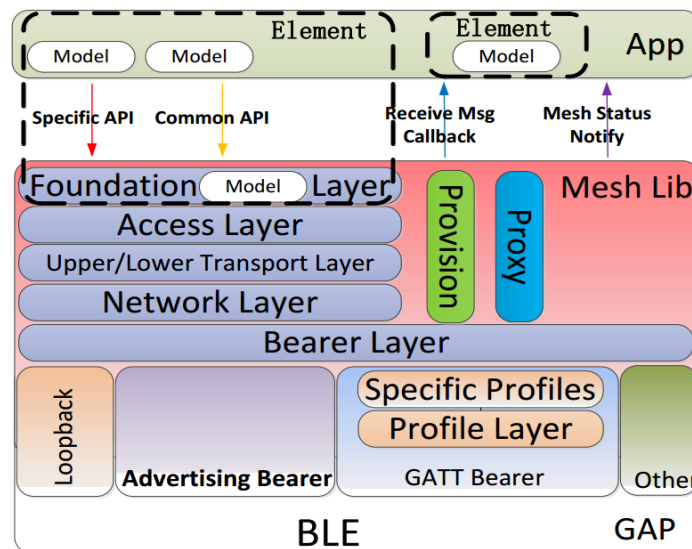 Element
Element
Model
Model
Model
App
Specific API
Common API
Receive Msg
Callback
Mesh Status
Notify
Foundation
Model
Layer
Mesh Lib
Access Layer
Upper/Lower Transport Layer
Network Layer
Provision
Proxy
Bearer Layer
Loopback
Advertising Bearer
Specific Profiles
Profile Layer
GATT Bearer
Other
BLE
GAP